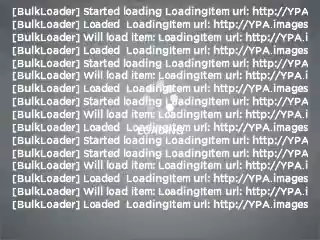 [BulkLoader] Started loading LoadingItem url: http://YPA
[BulkLoader] Loaded  LoadingItem url: http://YPA.images
[BulkLoader] Will load item: LoadingItem url: http://YPA.i
[BulkLoader] Loaded  LoadingItem url: http://YPA.images
[BulkLoader] Started loading LoadingItem url: http://YPA
[BulkLoader] Will load item: LoadingItem url: http://YPA.i
[BulkLoader] Loaded  LoadingItem url: http://YPA.images
[BulkLoader] Started loading LoadingItem url: http://YPA
[BulkLoader] Will load item: LoadingItem url: http://YPA.i
[BulkLoader] Loaded  LoadingItem url: http://YPA.images
LOADING
[BulkLoader] Started loading LoadingItem url: http://YPA
[BulkLoader] Started loading LoadingItem url: http://YPA
[BulkLoader] Will load item: LoadingItem url: http://YPA.i
[BulkLoader] Loaded  LoadingItem url: http://YPA.images
[BulkLoader] Will load item: LoadingItem url: http://YPA.i
[BulkLoader] Loaded  LoadingItem url: http://YPA.images